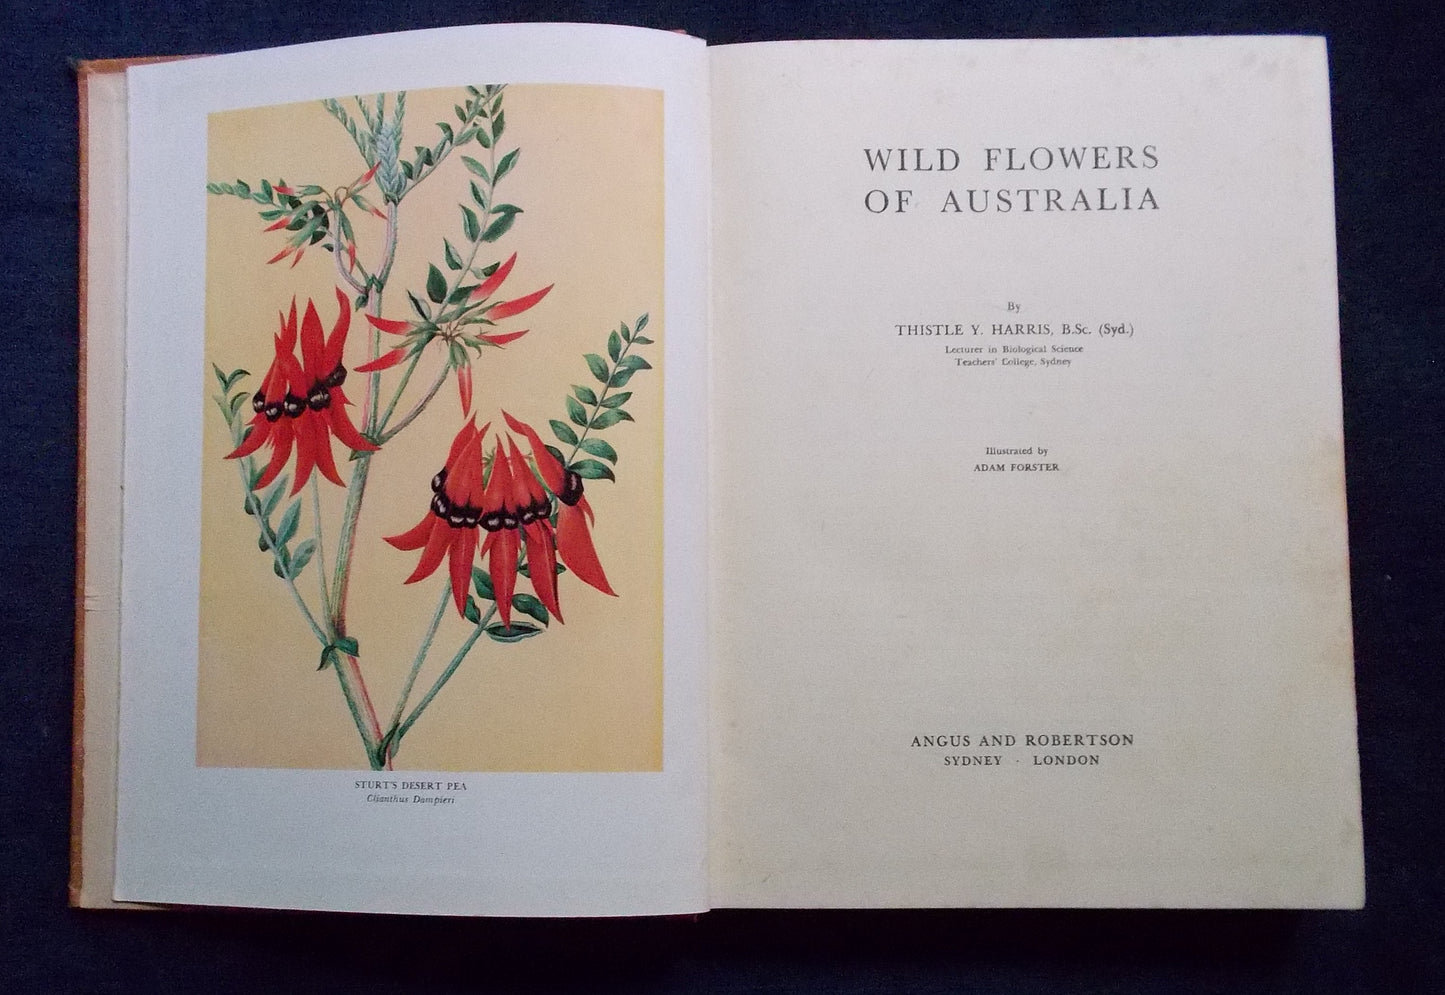 STURT'S DESERT PEA
Clianthus Dampieri
WILD FLOWERS
OF AUSTRALIA
By
THISTLE Y. HARRIS, B.Sc. (Syd.)
Lecturer in Biological Science
Teachers' College, Sydney
Illustrated by
ADAM FORSTER
ANGUS AND ROBERTSON
SYDNEY · LONDON